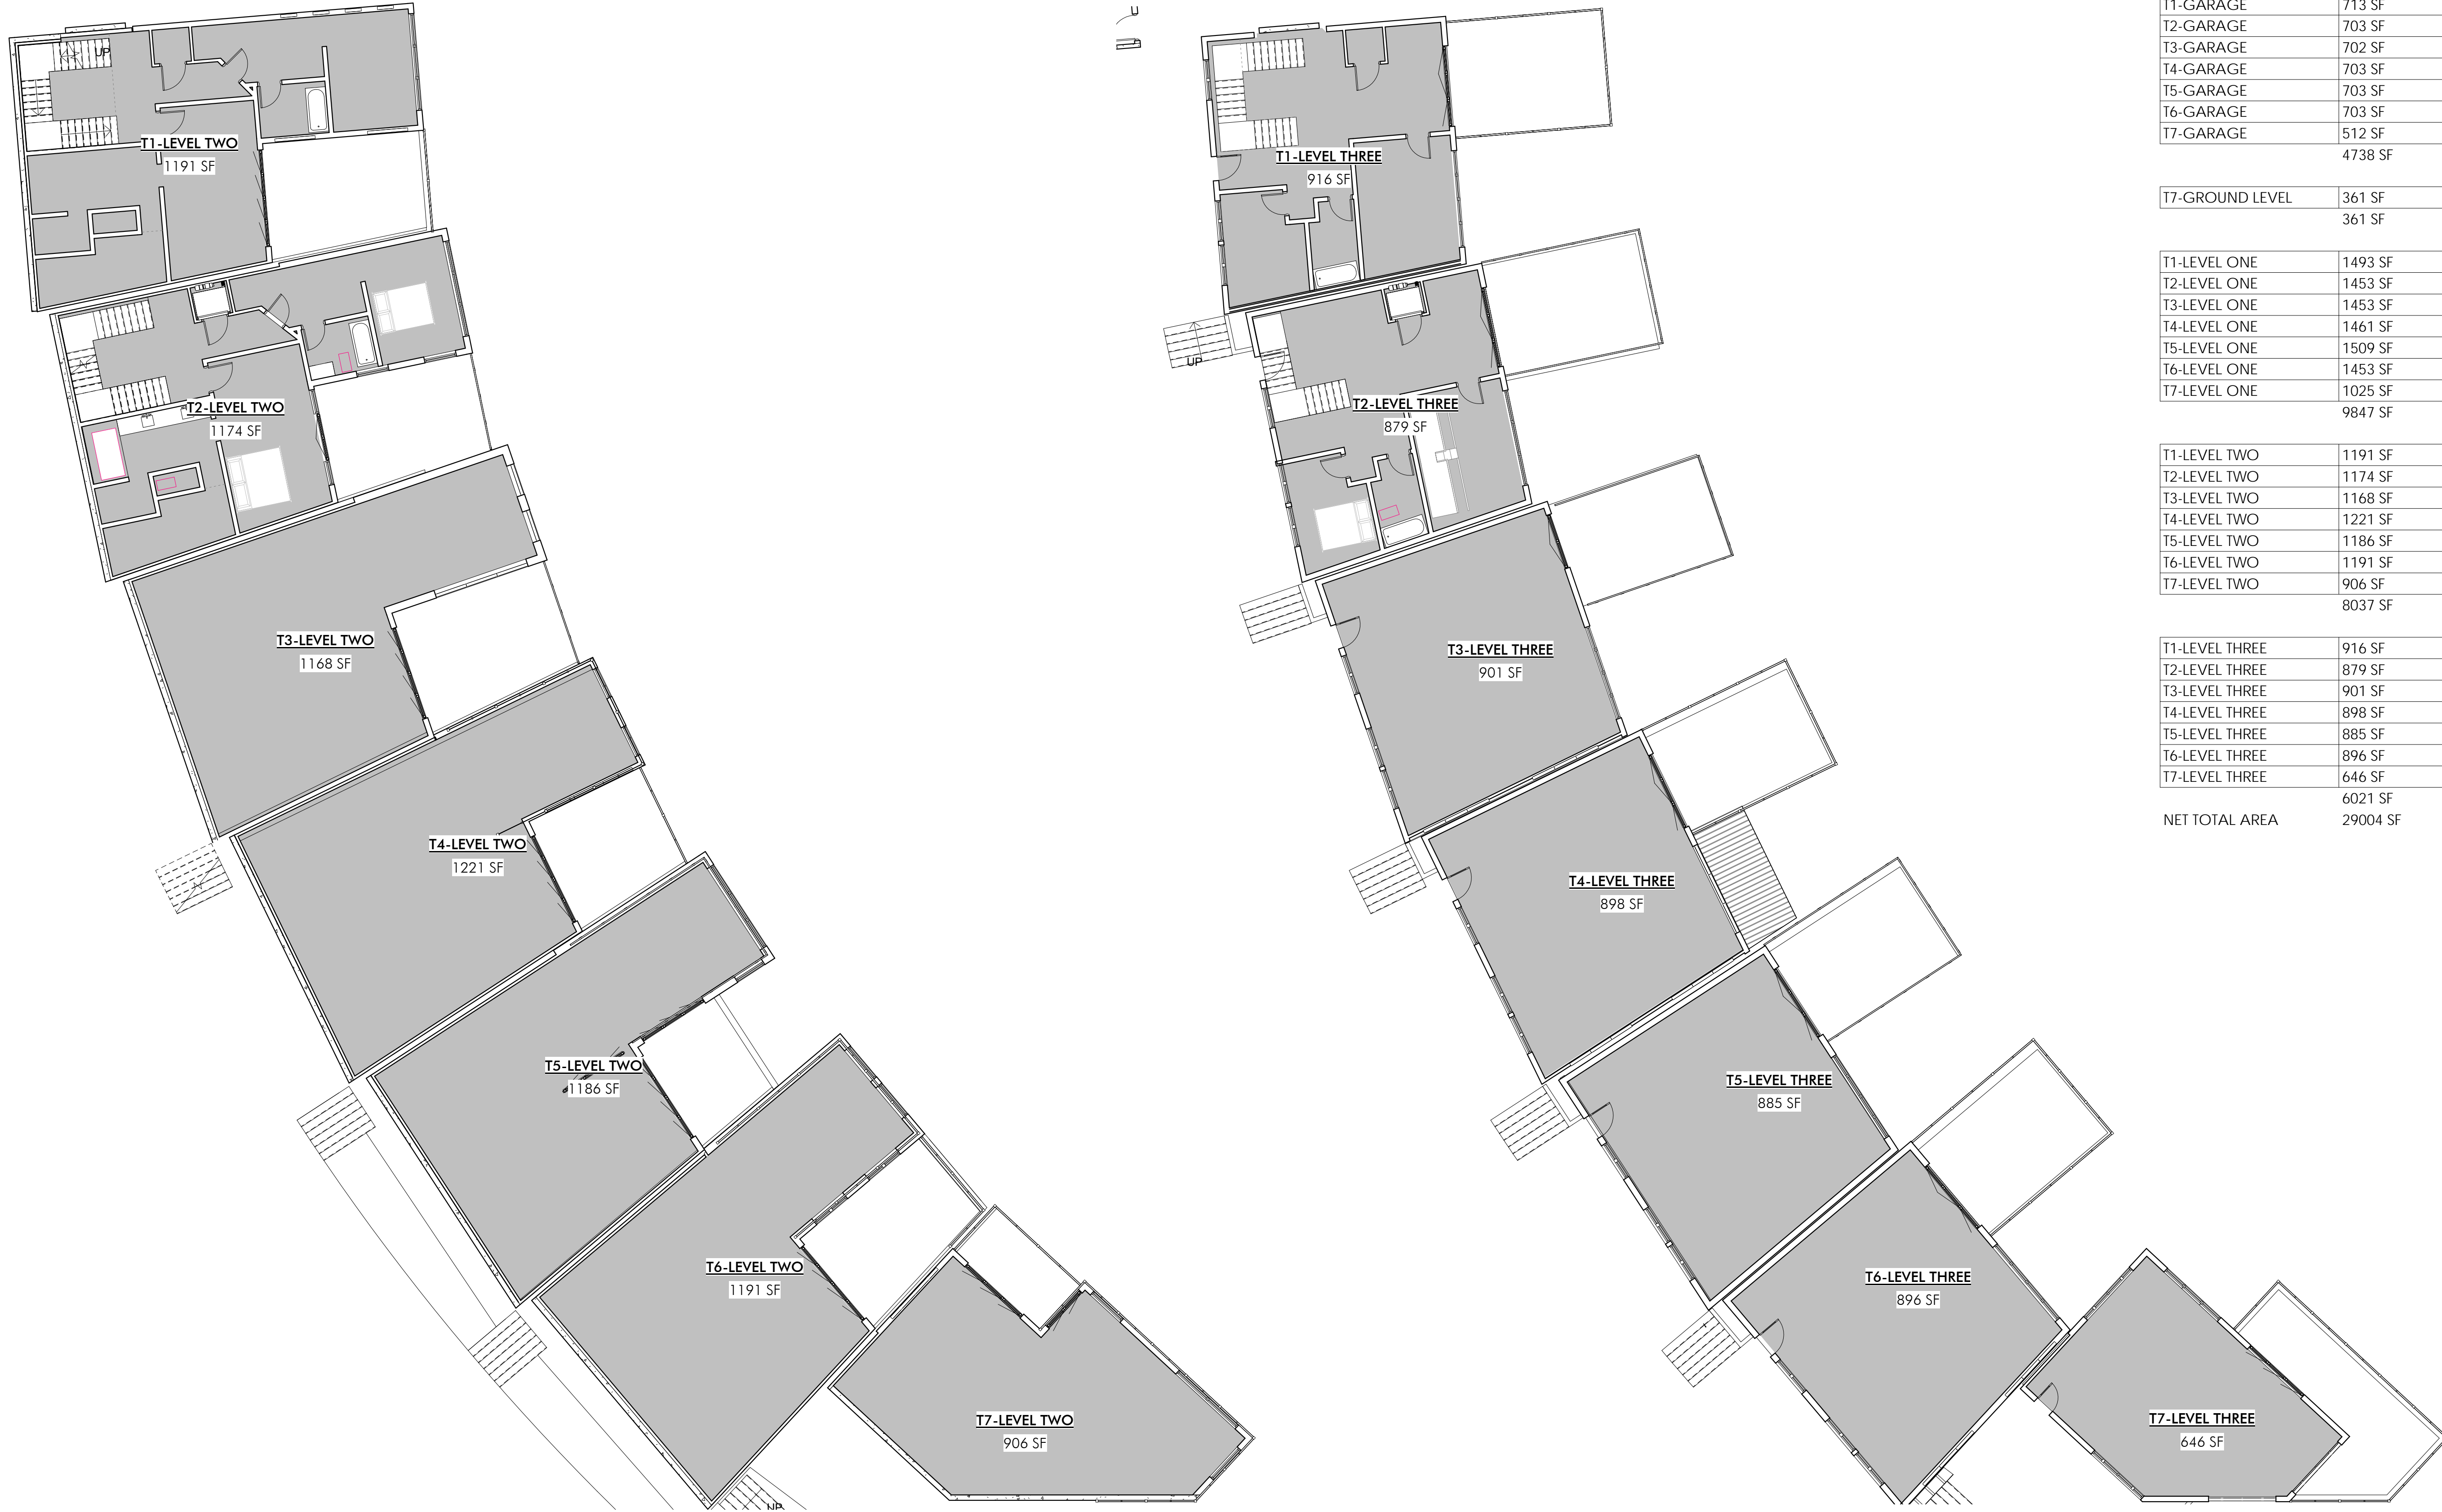 UP
T1-LEVEL TWO
1191 SF
T2-LEVEL TWO
1174 SF
T3-LEVEL TWO
1168 SF
T4-LEVEL TWO
1221 SF
T5-LEVEL TWO
1186 SF
T6-LEVEL TWO
1191 SF
T7-LEVEL TWO
906 SF
UP
U
T1-LEVEL THREE
916 SF
UP
T2-LEVEL THREE
879 SF
T3-LEVEL THREE
901 SF
T4-LEVEL THREE
898 SF
T5-LEVEL THREE
885 SF
T6-LEVEL THREE
896 SF
T7-LEVEL THREE
646 SF
T1-GARAGE 713 SF
T2-GARAGE 703 SF
T3-GARAGE 702 SF
T4-GARAGE 703 SF
T5-GARAGE 703 SF
T6-GARAGE 703 SF
T7-GARAGE 512 SF
4738 SF
T7-GROUND LEVEL 361 SF
361 SF
T1-LEVEL ONE 1493 SF
T2-LEVEL ONE 1453 SF
T3-LEVEL ONE 1453 SF
T4-LEVEL ONE 1461 SF
T5-LEVEL ONE 1509 SF
T6-LEVEL ONE 1453 SF
T7-LEVEL ONE 1025 SF
9847 SF
T1-LEVEL TWO 1191 SF
T2-LEVEL TWO 1174 SF
T3-LEVEL TWO 1168 SF
T4-LEVEL TWO 1221 SF
T5-LEVEL TWO 1186 SF
T6-LEVEL TWO 1191 SF
T7-LEVEL TWO 906 SF
8037 SF
T1-LEVEL THREE 916 SF
T2-LEVEL THREE 879 SF
T3-LEVEL THREE 901 SF
T4-LEVEL THREE 898 SF
T5-LEVEL THREE 885 SF
T6-LEVEL THREE 896 SF
T7-LEVEL THREE 646 SF
6021 SF
NET TOTAL AREA 29004 SF